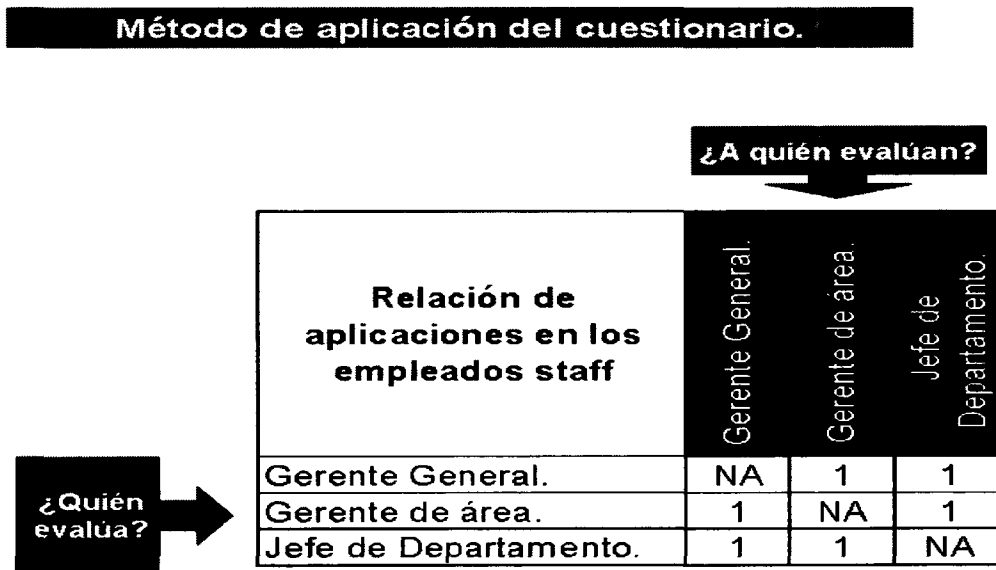 Método de aplicación del cuestionario.
¿A quién evalúan?
Relación de
aplicaciones en los
empleados staff
Gerente General.
Gerente de área.
Jefe de
Departamento.
¿Quién
evalúa?
Gerente General. NA 1 1
Gerente de área. 1 NA 1
Jefe de Departamento. 1 1 NA